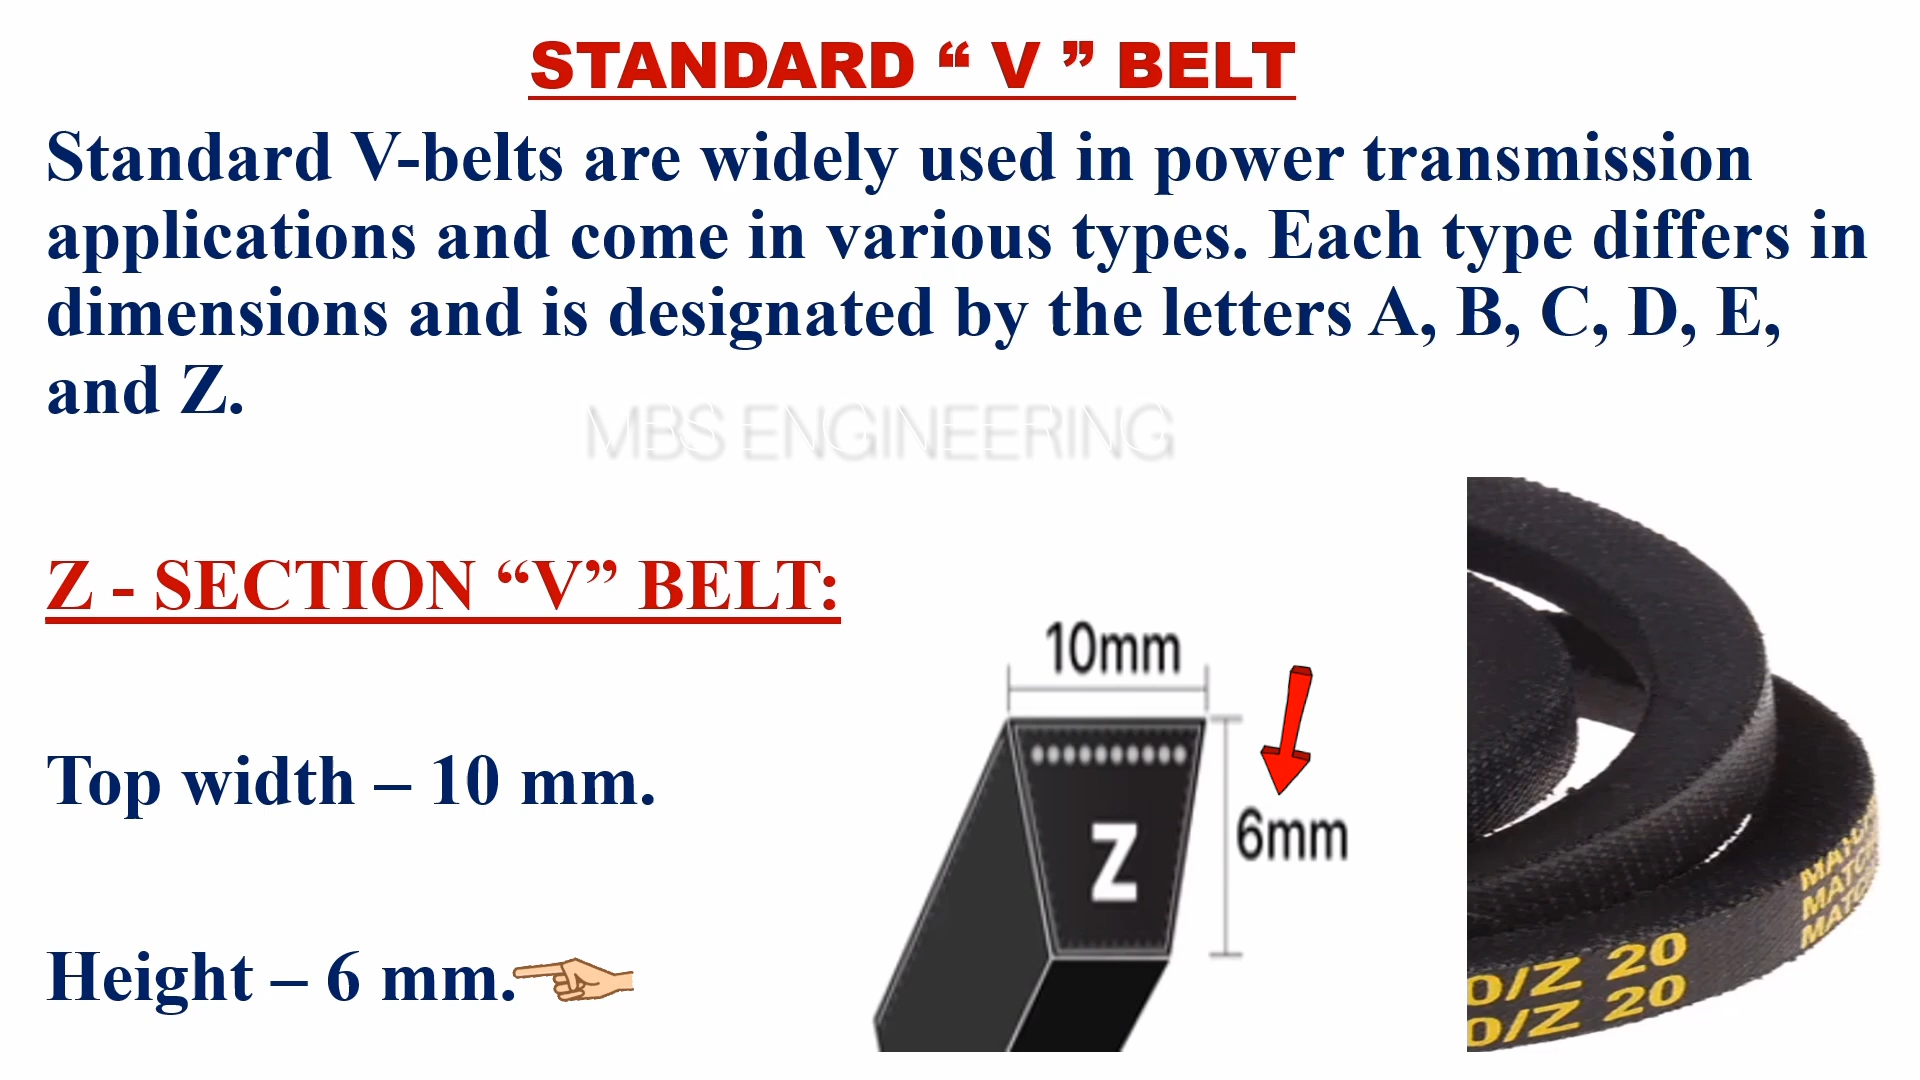 STANDARD “ V ” BELT
Standard V-belts are widely used in power transmission
applications and come in various types. Each type differs in
dimensions and is designated by the letters A, B, C, D, E,
and Z.
MBS ENGINEERING
Z - SECTION “V” BELT:
10mm
Top width – 10 mm.
6mm
Z
Height – 6 mm.
O/Z 20
O/Z 20